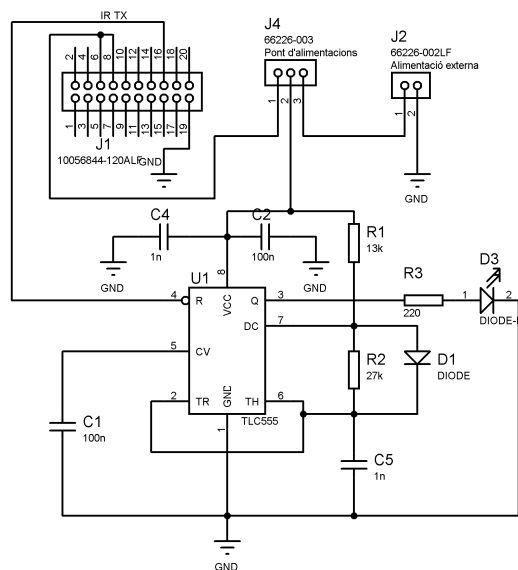 IR TX
J4
66226-003
Pont d'alimentacions
J2
66226-002LF
Alimentació externa
2
4
6
8
10
12
14
16
18
20
1
3
5
7
9
11
13
15
17
19
J1
10056844-120ALF
GND
1
2
3
1
2
GND
C4
1n
C2
100n
GND
GND
R1
13k
U1
8
VCC
4
R
Q
3
R3
220
D3
1
2
DIODE-
DC
7
5
CV
R2
27k
D1
DIODE
2
TR
GND
TH
6
1
TLC555
C1
100n
C5
1n
GND